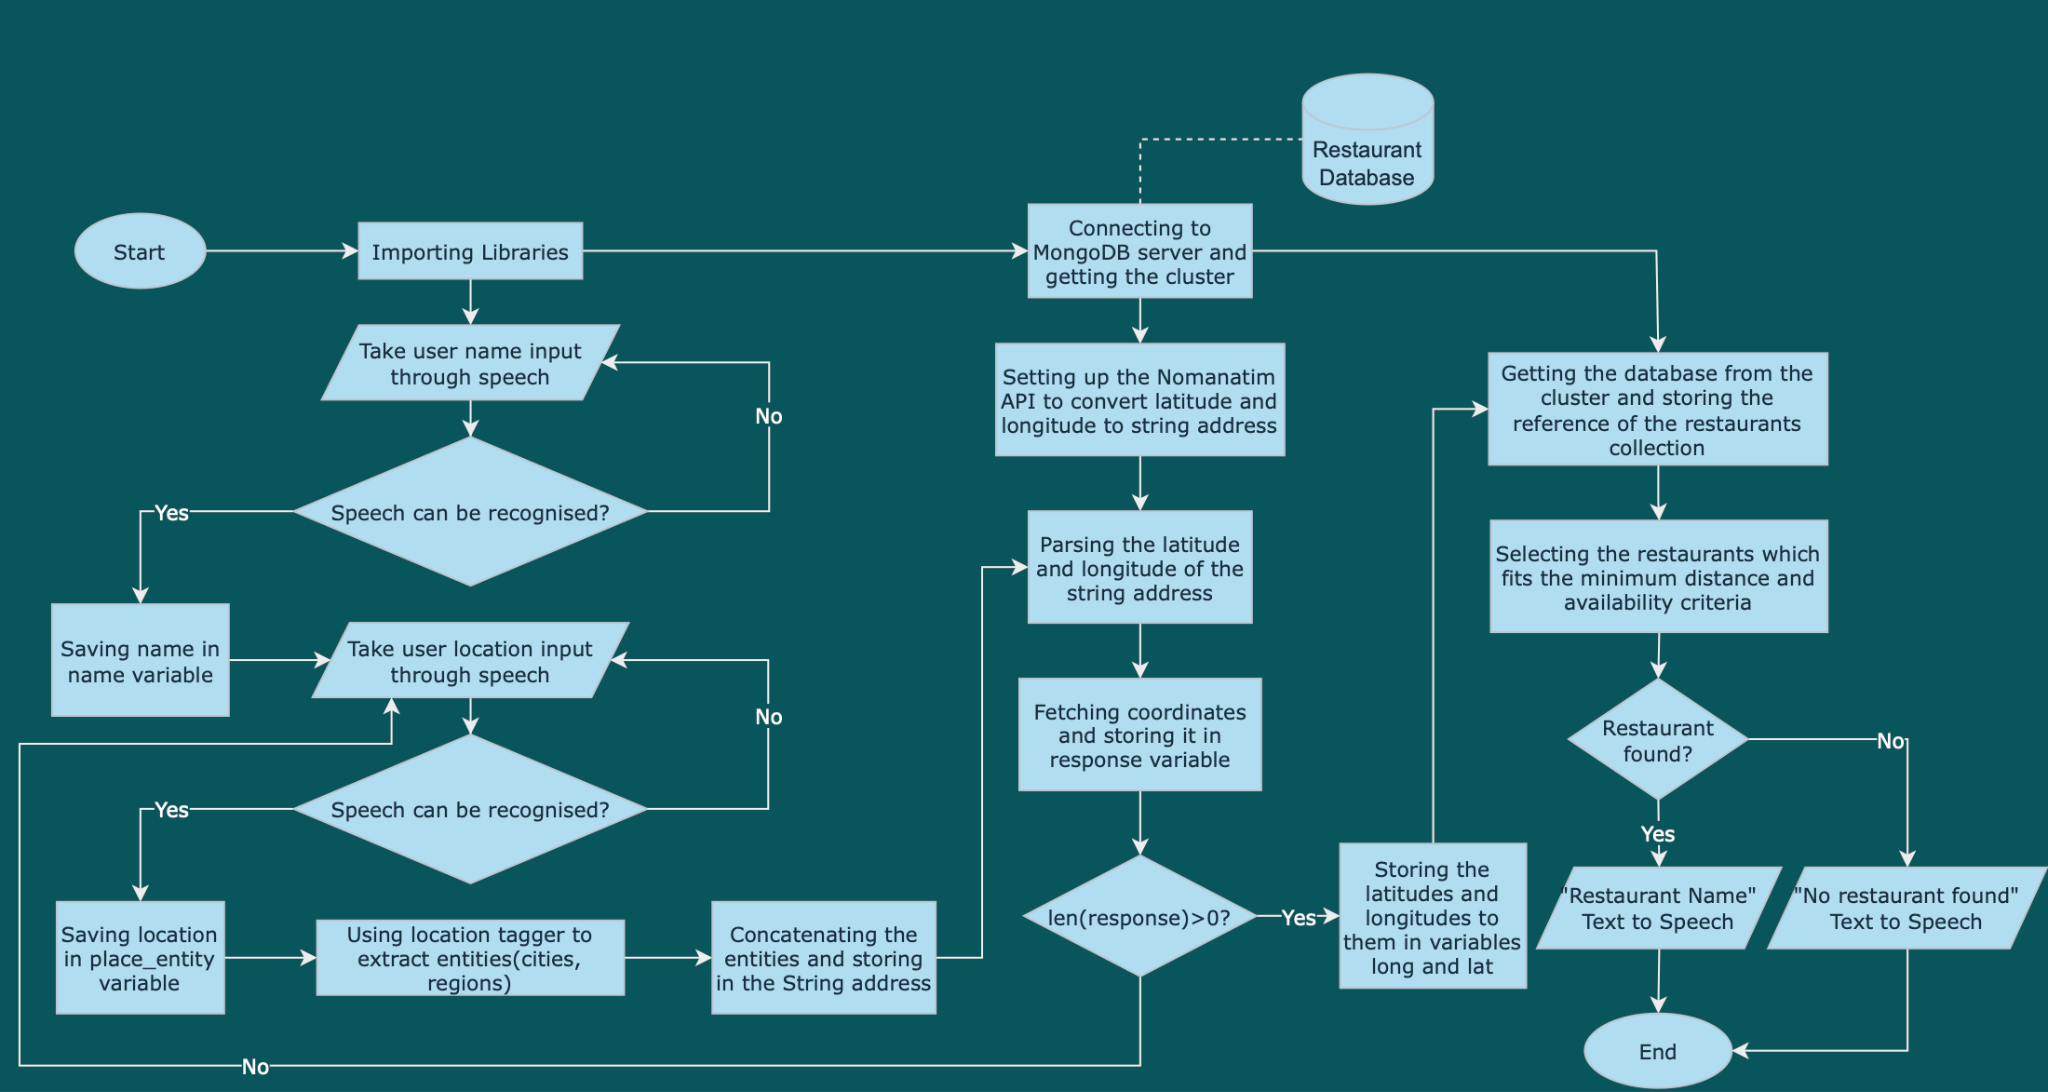 Restaurant
Database
Start
Importing Libraries
Connecting to
MongoDB server and
getting the cluster
Take user name input
through speech
No
Speech can be recognised?
Yes
Saving name in
name variable
Take user location input
through speech
No
Speech can be recognised?
Yes
Saving location
in place_entity
variable
Using location tagger to
extract entities(cities,
regions)
Concatenating the
entities and storing
in the String address
Setting up the Nomanatim
API to convert latitude and
longitude to string address
Parsing the latitude
and longitude of the
string address
Fetching coordinates
and storing it in
response variable
len(response)>0?
No
Yes
Storing the
latitudes and
longitudes to
them in variables
long and lat
Getting the database from the
cluster and storing the
reference of the restaurants
collection
Selecting the restaurants which
fits the minimum distance and
availability criteria
Restaurant
found?
No
Yes
"Restaurant Name"
Text to Speech
"No restaurant found"
Text to Speech
End